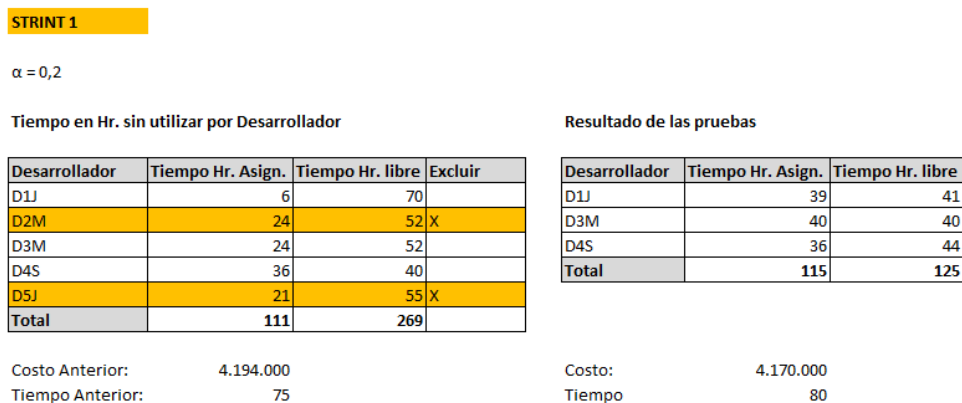 STRINT 1
α = 0,2
Tiempo en Hr. sin utilizar por Desarrollador
Desarrollador Tiempo Hr. Asign. Tiempo Hr. libre Excluir
D1J 6 70
D2M 24 52 X
D3M 24 52
D4S 36 40
D5J 21 55 X
Total 111 269
Costo Anterior: 4.194.000
Tiempo Anterior: 75
Resultado de las pruebas
Desarrollador Tiempo Hr. Asign. Tiempo Hr. libre
D1J 39 41
D3M 40 40
D4S 36 44
Total 115 125
Costo: 4.170.000
Tiempo 80